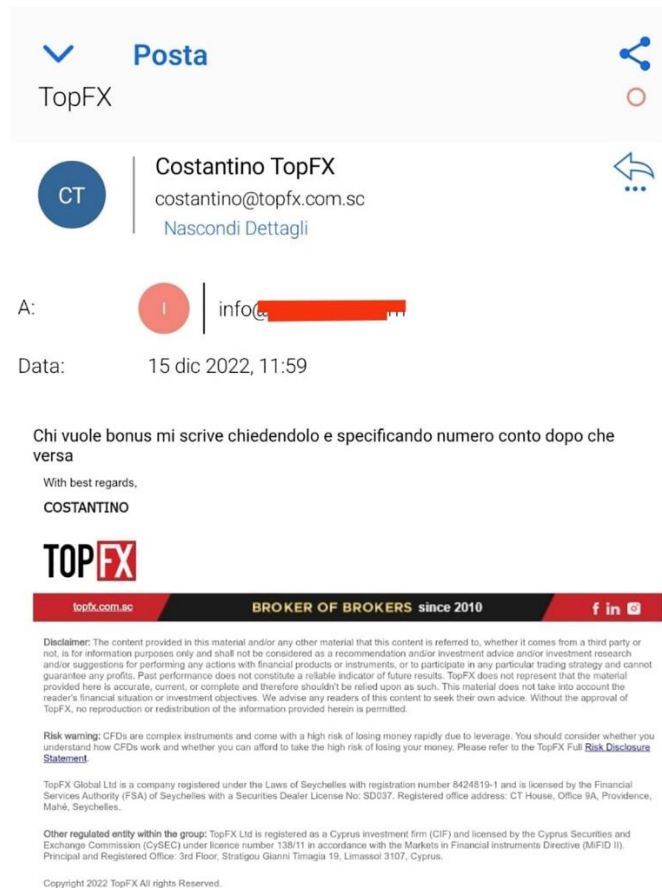 Posta
TopFX
CT
Costantino TopFX
costantino@topfx.com.sc
Nascondi Dettagli
A:
I
info@
Data:
15 dic 2022, 11:59
Chi vuole bonus mi scrive chiedendolo e specificando numero conto dopo che
versa
With best regards,
COSTANTINO
TOPFX
topfx.com.sc
BROKER OF BROKERS since 2010
f in
Disclaimer: The content provided in this material and/or any other material that this content is referred to, whether it comes from a third party or
not, is for information purposes only and shall not be considered as a recommendation and/or investment advice and/or investment research
and/or suggestions for performing any actions with financial products or instruments, or to participate in any particular trading strategy and cannot
guarantee any profits. Past performance does not constitute a reliable indicator of future results. TopFX does not represent that the material
provided here is accurate, current, or complete and therefore shouldn't be relied upon as such. This material does not take into account the
reader's financial situation or investment objectives. We advise any readers of this content to seek their own advice. Without the approval of
TopFX, no reproduction or redistribution of the information provided herein is permitted.
Risk warning: CFDs are complex instruments and come with a high risk of losing money rapidly due to leverage. You should consider whether you
understand how CFDs work and whether you can afford to take the high risk of losing your money. Please refer to the TopFX Full Risk Disclosure
Statement.
TopFX Global Ltd is a company registered under the Laws of Seychelles with registration number 8424819-1 and is licensed by the Financial
Services Authority (FSA) of Seychelles with a Securities Dealer License No: SD037. Registered office address: CT House, Office 9A, Providence,
Mahé, Seychelles.
Other regulated entity within the group: TopFX Ltd is registered as a Cyprus investment firm (CIF) and licensed by the Cyprus Securities and
Exchange Commission (CySEC) under licence number 138/11 in accordance with the Markets in Financial instruments Directive (MiFID II).
Principal and Registered Office: 3rd Floor, Stratigou Gianni Timagia 19, Limassol 3107, Cyprus.
Copyright 2022 TopFX All rights Reserved.